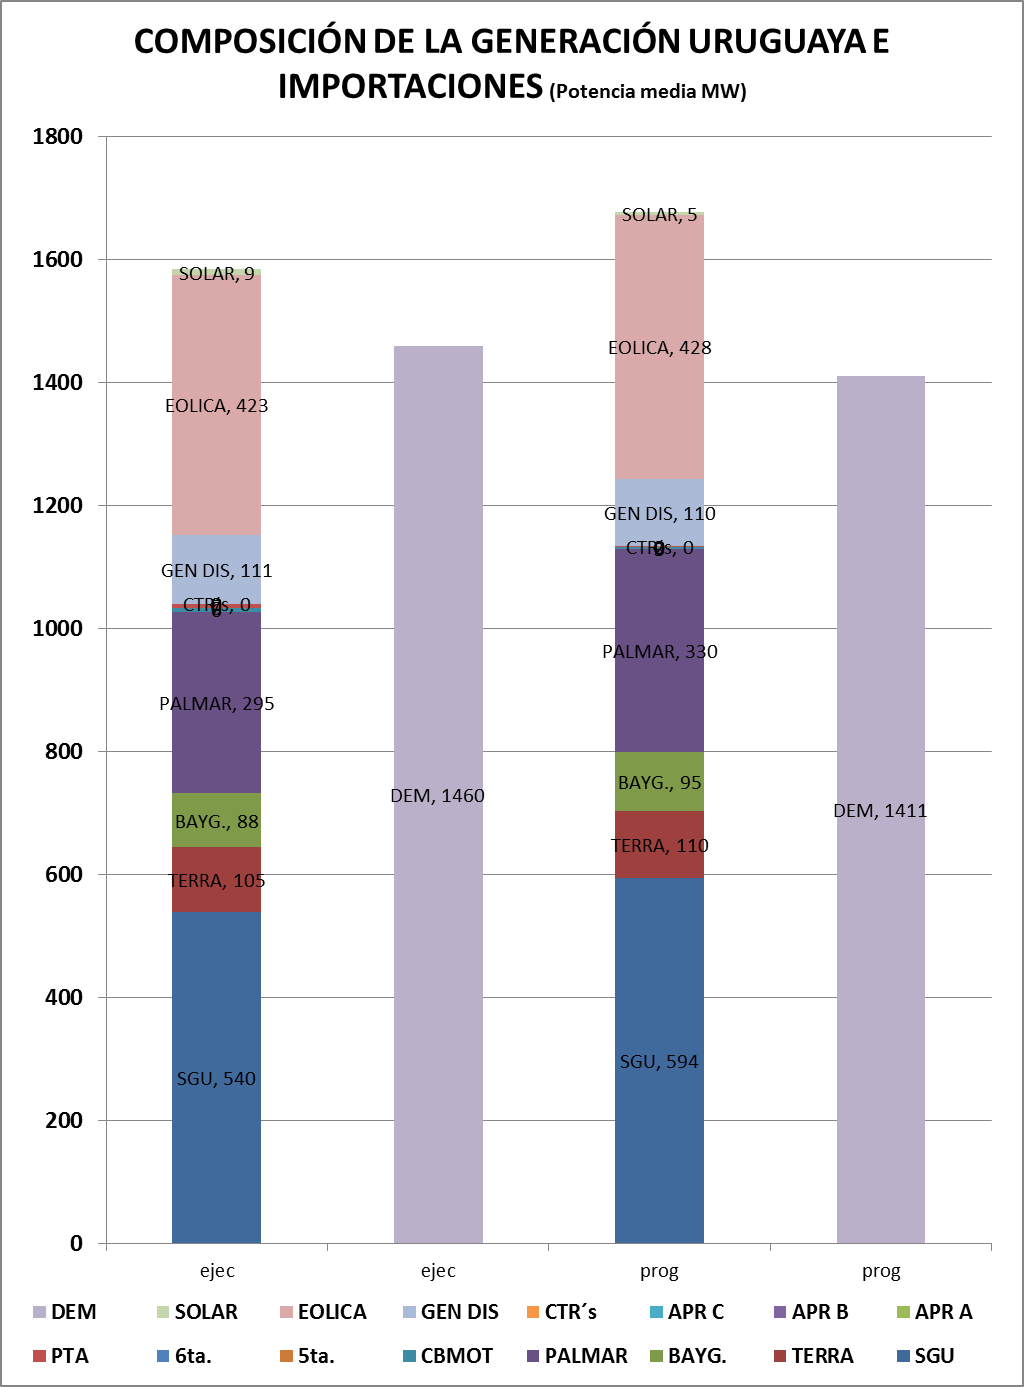 COMPOSICIÓN DE LA GENERACIÓN URUGUAYA E
IMPORTACIONES (Potencia media MW)
1800
1600
1400
1200
1000
800
600
400
200
0
SOLAR, 9
EOLICA, 423
GEN DIS, 111
CTR´s, 0
PALMAR, 295
BAYG., 88
TERRA, 105
SGU, 540
DEM, 1460
SOLAR, 5
EOLICA, 428
GEN DIS, 110
CTR´s, 0
PALMAR, 330
BAYG., 95
TERRA, 110
SGU, 594
DEM, 1411
ejec
ejec
prog
prog
DEM SOLAR EOLICA GEN DIS CTR´s APR C APR B APR A
PTA 6ta. 5ta. CBMOT PALMAR BAYG. TERRA SGU